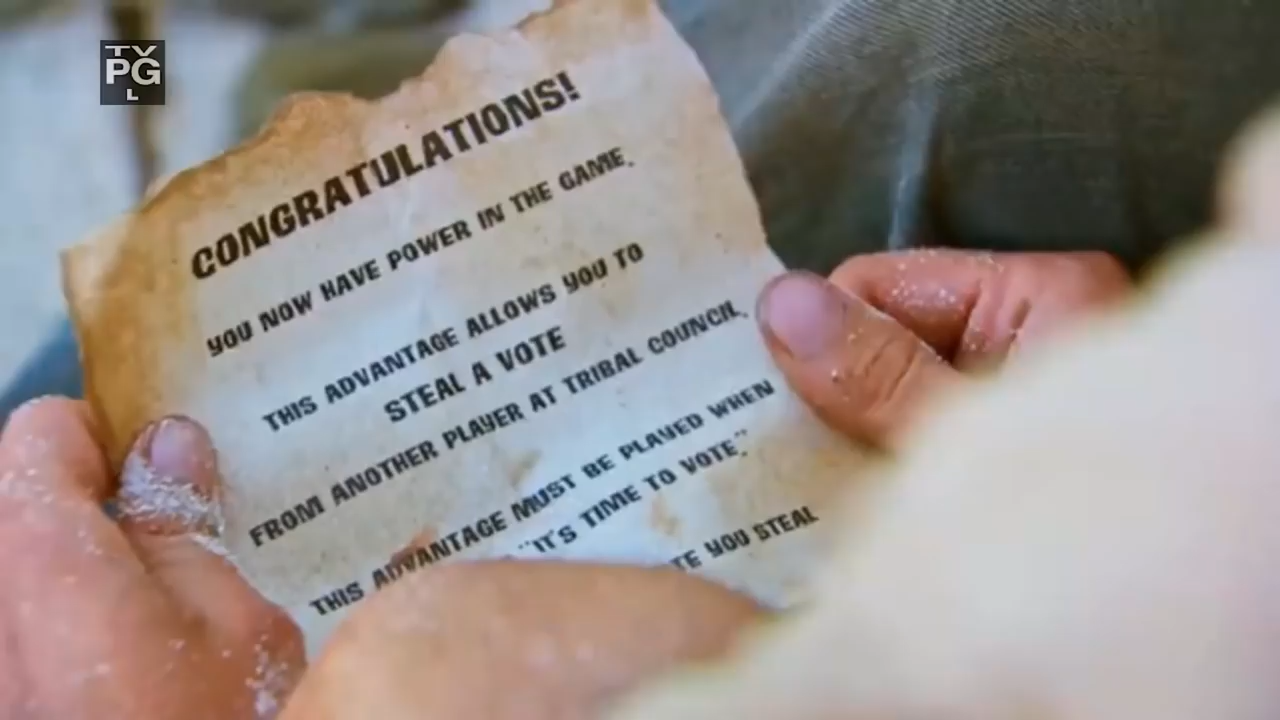 TV
PG
L
CONGRATULATIONS!
YOU NOW HAVE POWER IN THE GAME.
THIS ADVANTAGE ALLOWS YOU TO
STEAL A VOTE
FROM ANOTHER PLAYER AT TRIBAL COUNCIL.
THIS ADVANTAGE MUST BE PLAYED WHEN
"IT'S TIME TO VOTE"
YOU STEAL